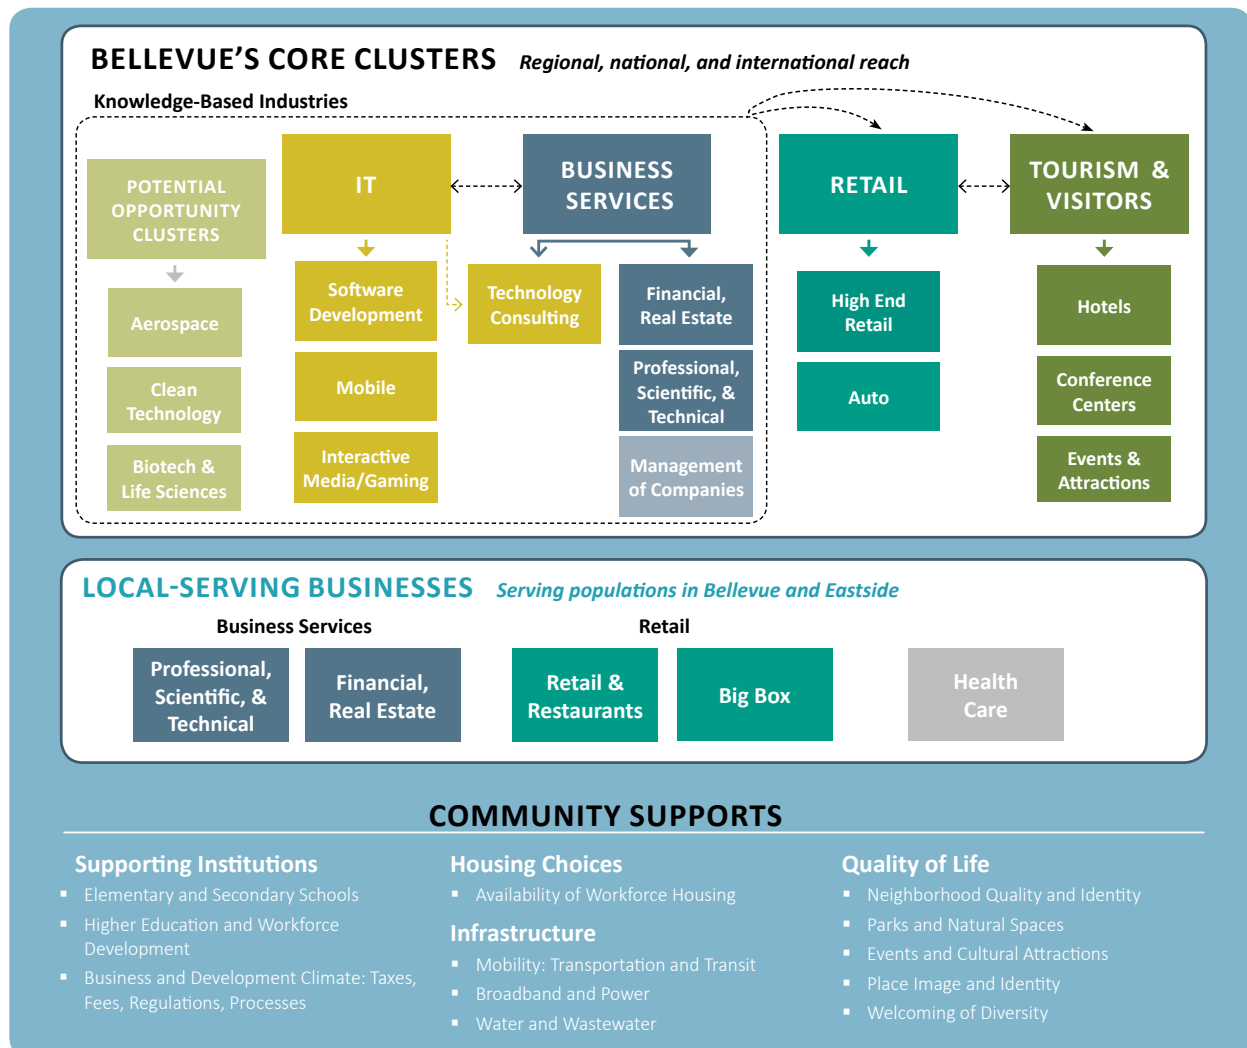 BELLEVUE'S CORE CLUSTERS Regional, national, and international reach
Knowledge-Based Industries
POTENTIAL
OPPORTUNITY
CLUSTERS
Aerospace
Clean
Technology
Biotech &
Life Sciences
IT
Software
Development
Mobile
Interactive
Media/Gaming
BUSINESS
SERVICES
Technology
Consulting
Financial,
Real Estate
Professional,
Scientific, &
Technical
Management
of Companies
RETAIL
High End
Retail
Auto
TOURISM &
VISITORS
Hotels
Conference
Centers
Events &
Attractions
LOCAL-SERVING BUSINESSES Serving populations in Bellevue and Eastside
Business Services
Professional,
Scientific, &
Technical
Financial,
Real Estate
Retail
Retail &
Restaurants
Big Box
Health
Care
COMMUNITY SUPPORTS
Supporting Institutions
▪ Elementary and Secondary Schools
▪ Higher Education and Workforce
Development
▪ Business and Development Climate: Taxes,
Fees, Regulations, Processes
Housing Choices
▪ Availability of Workforce Housing
Infrastructure
▪ Mobility: Transportation and Transit
▪ Broadband and Power
▪ Water and Wastewater
Quality of Life
▪ Neighborhood Quality and Identity
▪ Parks and Natural Spaces
▪ Events and Cultural Attractions
▪ Place Image and Identity
▪ Welcoming of Diversity